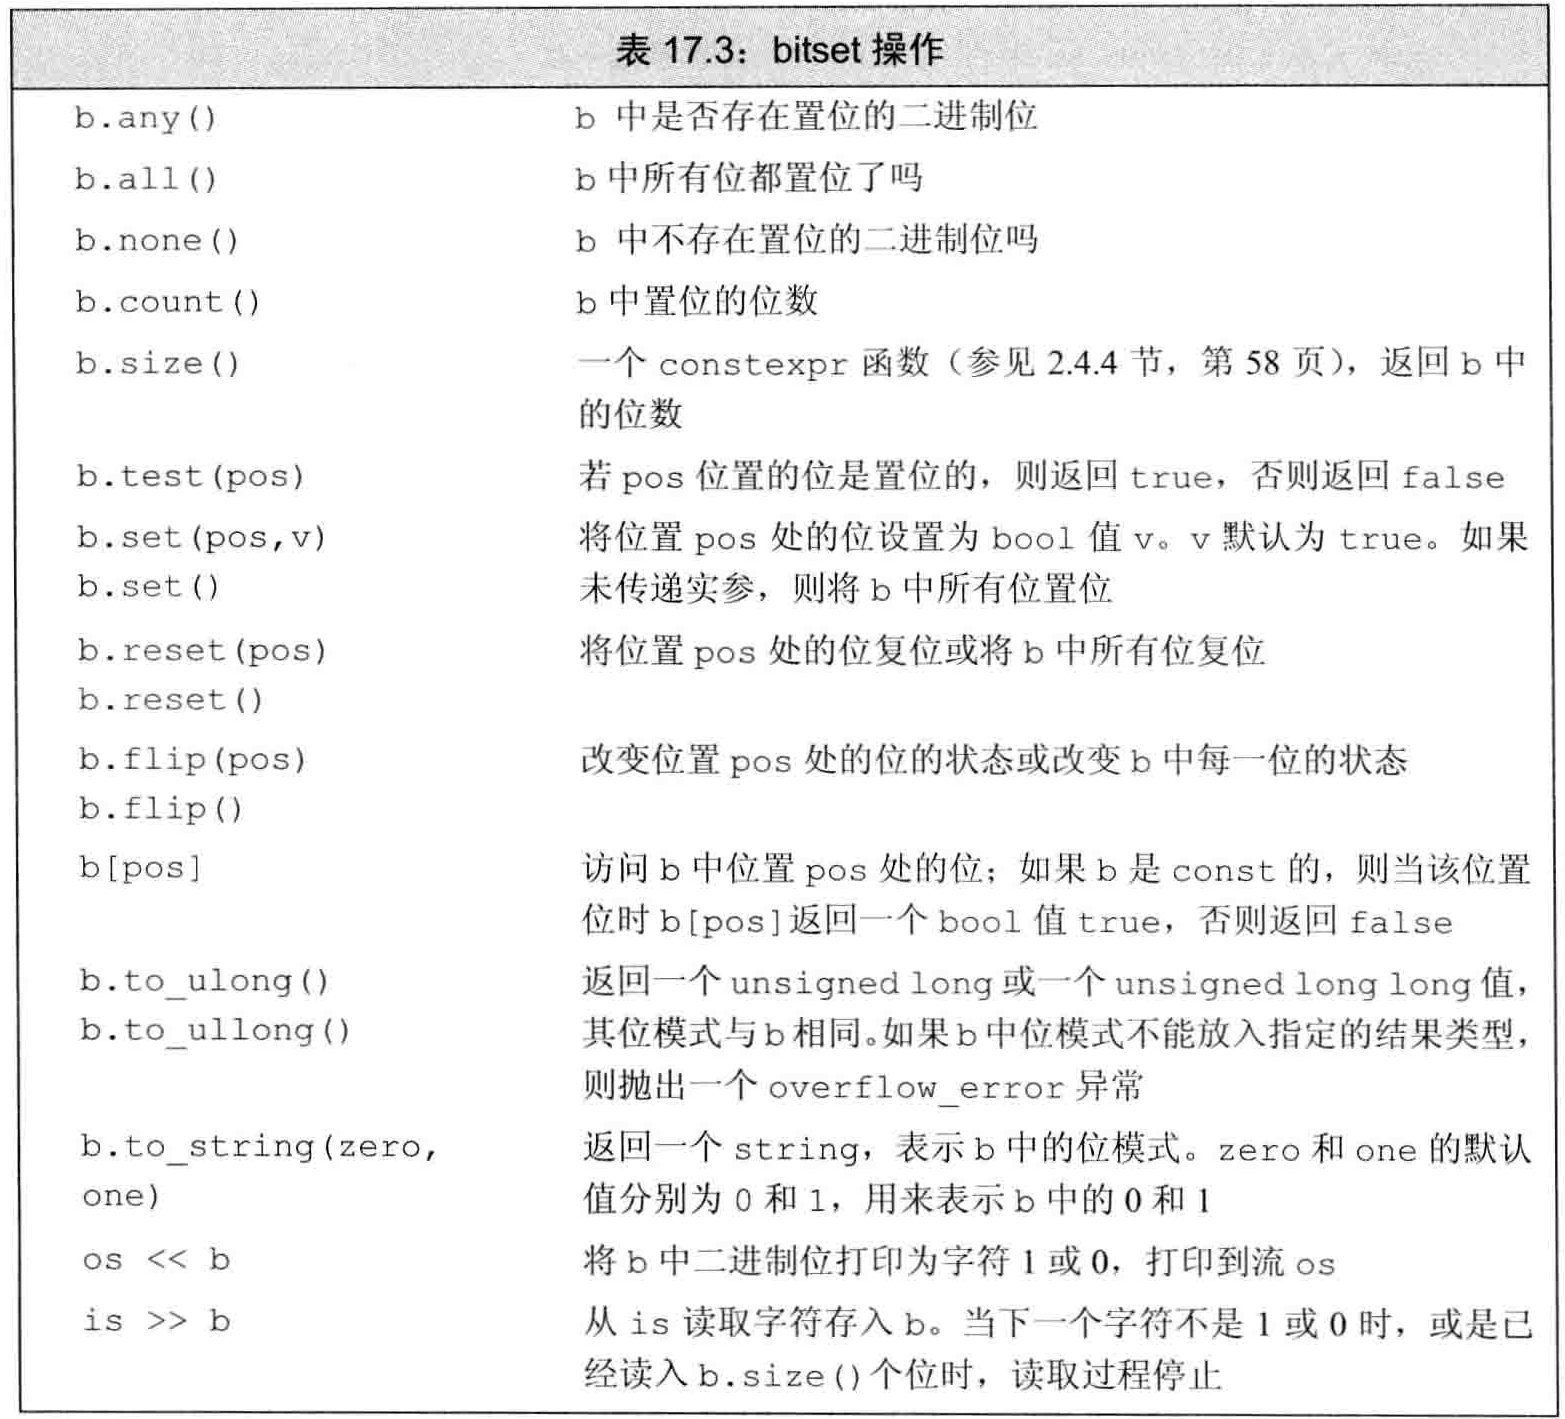 表 17.3：bitset 操作
b.any() b 中是否存在置位的二进制位
b.all() b 中所有位都置位了吗
b.none() b 中不存在置位的二进制位吗
b.count() b 中置位的位数
b.size() 一个 constexpr 函数（参见 2.4.4 节，第 58 页），返回 b 中
的位数
b.test(pos) 若 pos 位置的位是置位的，则返回 true，否则返回 false
b.set(pos,v) 将位置 pos 处的位设置为 bool 值 v。v 默认为 true。如果
b.set() 未传递实参，则将 b 中所有位置位
b.reset(pos) 将位置 pos 处的位复位或将 b 中所有位复位
b.reset()
b.flip(pos) 改变位置 pos 处的位的状态或改变 b 中每一位的状态
b.flip()
b[pos] 访问 b 中位置 pos 处的位；如果 b 是 const 的，则当该位置
位时 b[pos]返回一个 bool 值 true，否则返回 false
b.to_ulong() 返回一个 unsigned long 或一个 unsigned long long 值，
b.to_ullong() 其位模式与 b 相同。如果 b 中位模式不能放入指定的结果类型，
则抛出一个 overflow_error 异常
b.to_string(zero, 返回一个 string，表示 b 中的位模式。zero 和 one 的默认
one) 值分别为 0 和 1，用来表示 b 中的 0 和 1
os << b 将 b 中二进制位打印为字符 1 或 0，打印到流 os
is >> b 从 is 读取字符存入 b。当下一个字符不是 1 或 0 时，或是已
经读入 b.size()个位时，读取过程停止